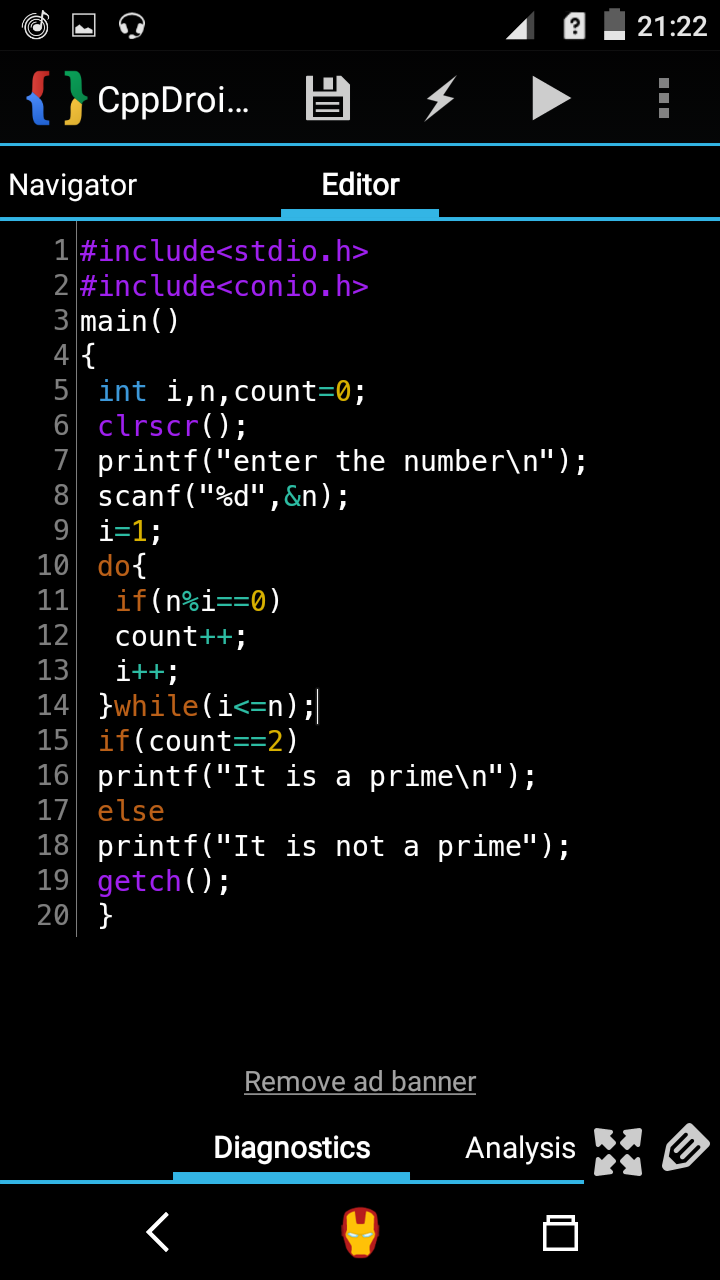 21:22
CppDroi...
Navigator
Editor
1 #include<stdio.h>
2 #include<conio.h>
3 main()
4 {
5  int i,n,count=0;
6  clrscr();
7  printf("enter the number\n");
8  scanf("%d",&n);
9  i=1;
10  do{
11   if(n%i==0)
12   count++;
13   i++;
14  }while(i<=n);
15  if(count==2)
16  printf("It is a prime\n");
17  else
18  printf("It is not a prime");
19  getch();
20  }
Remove ad banner
Diagnostics
Analysis